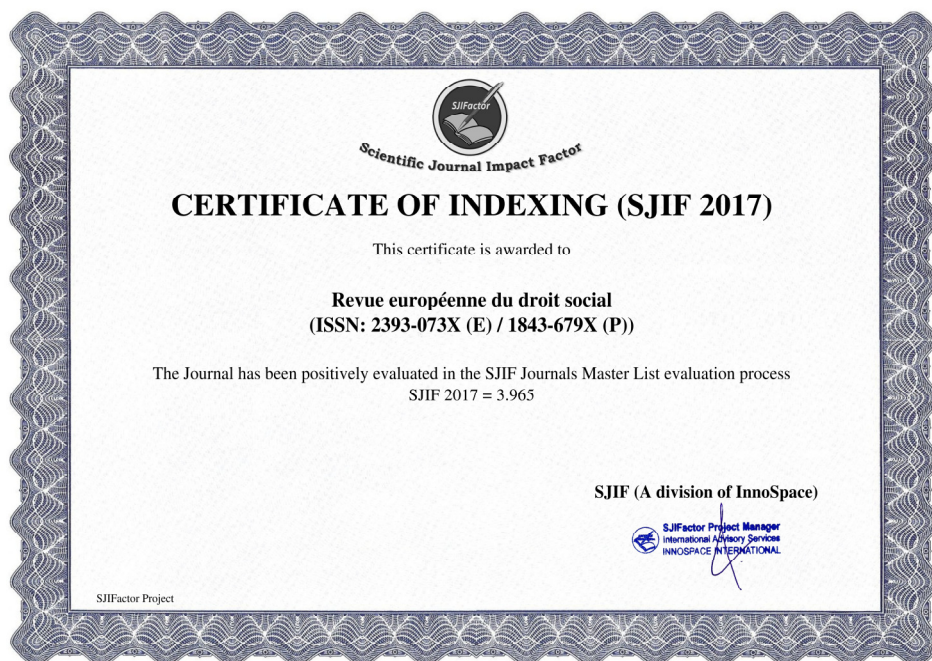 SJIFactor
Scientific Journal Impact Factor
CERTIFICATE OF INDEXING (SJIF 2017)
This certificate is awarded to
Revue européenne du droit social
(ISSN: 2393-073X (E) / 1843-679X (P))
The Journal has been positively evaluated in the SJIF Journals Master List evaluation process
SJIF 2017 = 3.965
SJIF (A division of InnoSpace)
SJIFactor Project Manager
International Advisory Services
INNOSPACE INTERNATIONAL
SJIFactor Project